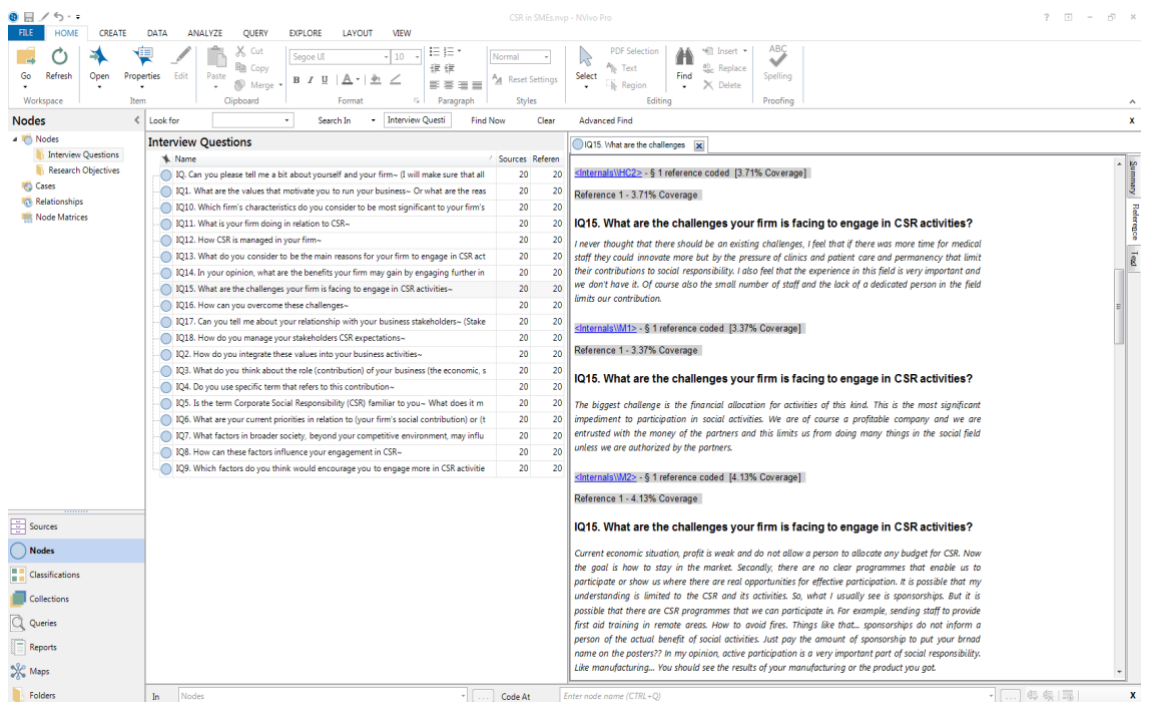 CSR in SMEs.nvp - NVivo Pro
FILE HOME CREATE DATA ANALYZE QUERY EXPLORE LAYOUT VIEW
Go Refresh Open Properties Edit Paste Cut Copy Merge
Segoe UI 10 Normal Reset Settings
B I U A
Select PDF Selection Text Region Find Insert Replace Delete ABC Spelling
Workspace Item Clipboard Format Paragraph Styles Editing Proofing
Nodes
Look for Search In Interview Questi Find Now Clear Advanced Find x
Nodes
Interview Questions
Research Objectives
Cases
Relationships
Node Matrices
Interview Questions
Name Sources Referen
IQ. Can you please tell me a bit about yourself and your firm~ (I will make sure that all 20 20
IQ1. What are the values that motivate you to run your business~ Or what are the reas 20 20
IQ10. Which firm's characteristics do you consider to be most significant to your firm's 20 20
IQ11. What is your firm doing in relation to CSR~ 20 20
IQ12. How CSR is managed in your firm~ 20 20
IQ13. What do you consider to be the main reasons for your firm to engage in CSR act 20 20
IQ14. In your opinion, what are the benefits your firm may gain by engaging further in 20 20
IQ15. What are the challenges your firm is facing to engage in CSR activities~ 20 20
IQ16. How can you overcome these challenges~ 20 20
IQ17. Can you tell me about your relationship with your business stakeholders~ (Stake 20 20
IQ18. How do you manage your stakeholders CSR expectations~ 20 20
IQ2. How do you integrate these values into your business activities~ 20 20
IQ3. What do you think about the role (contribution) of your business (the economic, s 20 20
IQ4. Do you use specific term that refers to this contribution~ 20 20
IQ5. Is the term Corporate Social Responsibility (CSR) familiar to you~ What does it m 20 20
IQ6. What are your current priorities in relation to (your firm's social contribution) or (t 20 20
IQ7. What factors in broader society, beyond your competitive environment, may influ 20 20
IQ8. How can these factors influence your engagement in CSR~ 20 20
IQ9. Which factors do you think would encourage you to engage more in CSR activitie 20 20
IQ15. What are the challenges
<Internals\\HC2> - § 1 reference coded [3.71% Coverage]
Reference 1 - 3.71% Coverage
IQ15. What are the challenges your firm is facing to engage in CSR activities?
I never thought that there should be an existing challenges, I feel that if there was more time for medical
staff they could innovate more but by the pressure of clinics and patient care and permanency that limit
their contributions to social responsibility. I also feel that the experience in this field is very important and
we don't have it. Of course also the small number of staff and the lack of a dedicated person in the field
limits our contribution.
<Internals\\M1> - § 1 reference coded [3.37% Coverage]
Reference 1 - 3.37% Coverage
IQ15. What are the challenges your firm is facing to engage in CSR activities?
The biggest challenge is the financial allocation for activities of this kind. This is the most significant
impediment to participation in social activities. We are of course a profitable company and we are
entrusted with the money of the partners and this limits us from doing many things in the social field
unless we are authorized by the partners.
<Internals\\M2> - § 1 reference coded [4.13% Coverage]
Reference 1 - 4.13% Coverage
IQ15. What are the challenges your firm is facing to engage in CSR activities?
Current economic situation, profit is weak and do not allow a person to allocate any budget for CSR. Now
the goal is how to stay in the market. Secondly, there are no clear programmes that enable us to
participate or show us where there are real opportunities for effective participation. It is possible that my
understanding is limited to the CSR and its activities. So, what I usually see is sponsorships. But it is
possible that there are CSR programmes that we can participate in. For example, sending staff to provide
first aid training in remote areas. How to avoid fires. Things like that... sponsorships do not inform a
person of the actual benefit of social activities. Just pay the amount of sponsorship to put your brnad
name on the posters?? In my opinion, active participation is a very important part of social responsibility.
Like manufacturing... You should see the results of your manufacturing or the product you got.
Summary
Reference
Text
Sources
Nodes
Classifications
Collections
Queries
Reports
Maps
Folders
In Nodes ... Code At Enter node name (CTRL+Q) ... x